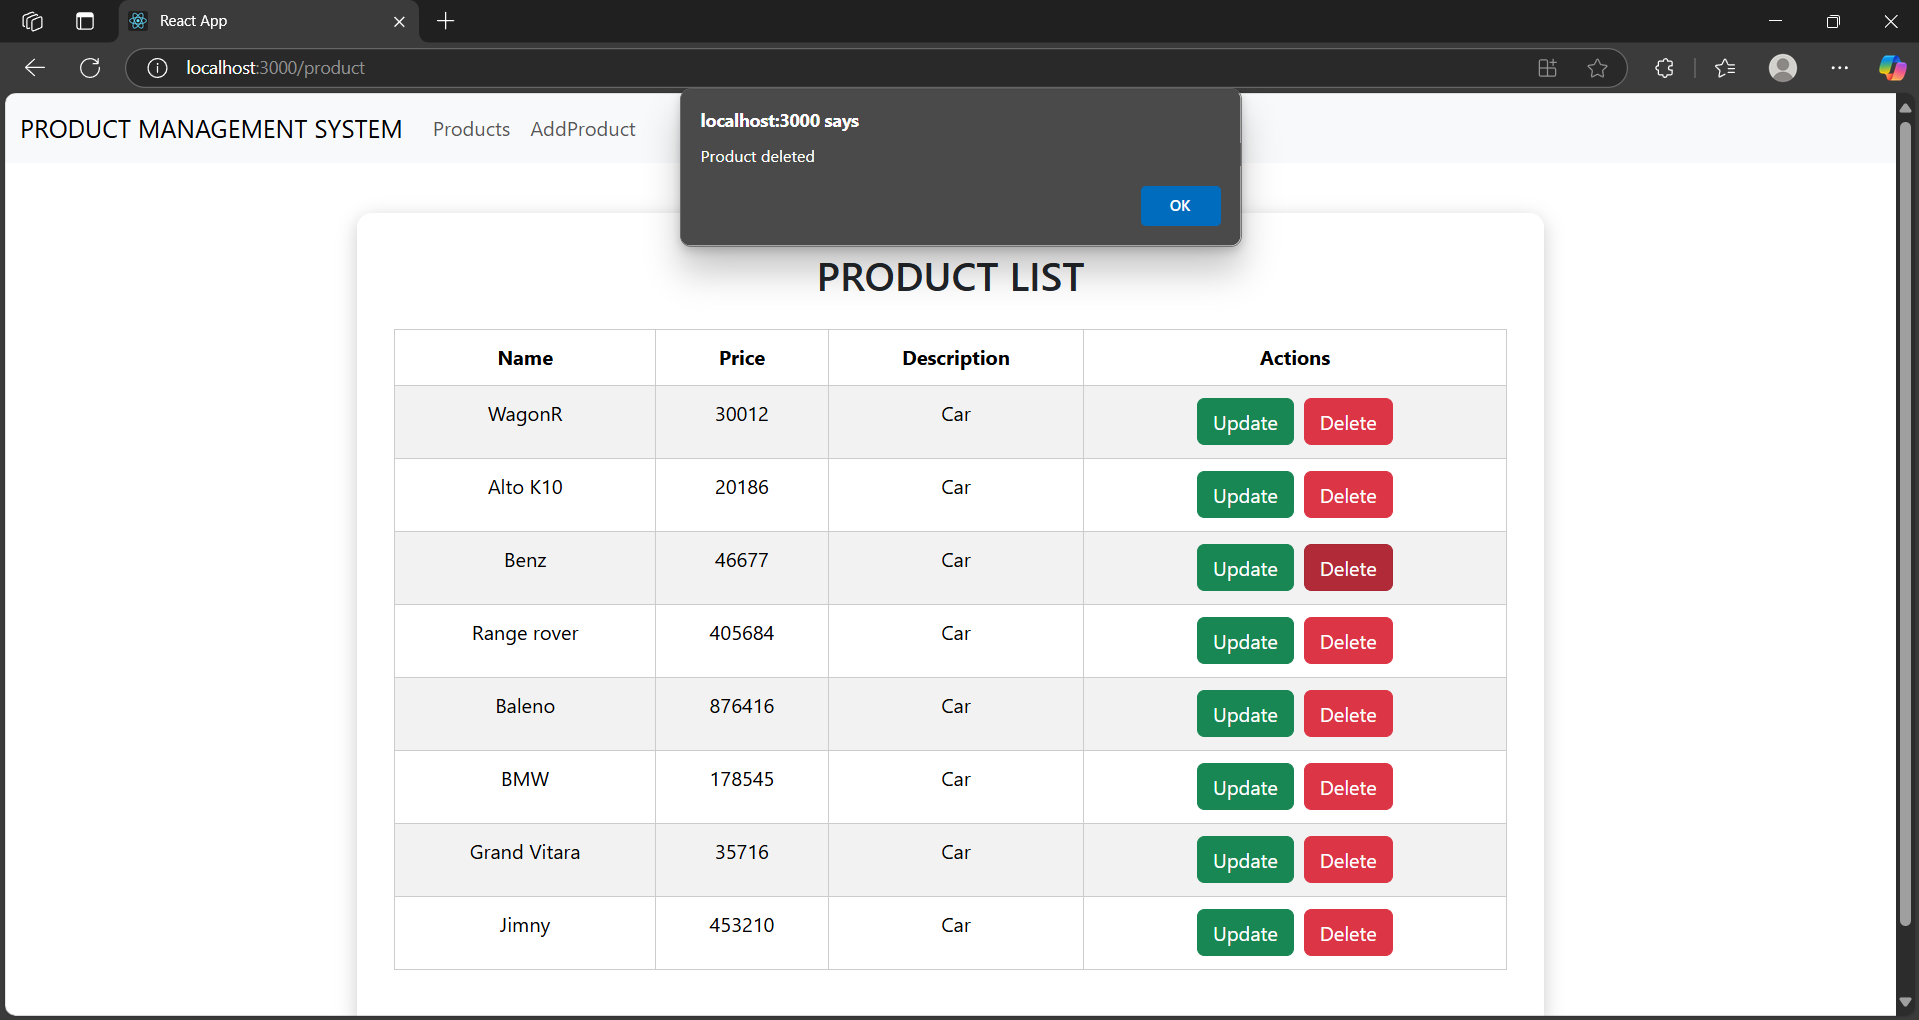 React App
localhost:3000/product
PRODUCT MANAGEMENT SYSTEM Products AddProduct
localhost:3000 says
Product deleted
OK
PRODUCT LIST
Name Price Description Actions
WagonR 30012 Car Update Delete
Alto K10 20186 Car Update Delete
Benz 46677 Car Update Delete
Range rover 405684 Car Update Delete
Baleno 876416 Car Update Delete
BMW 178545 Car Update Delete
Grand Vitara 35716 Car Update Delete
Jimny 453210 Car Update Delete